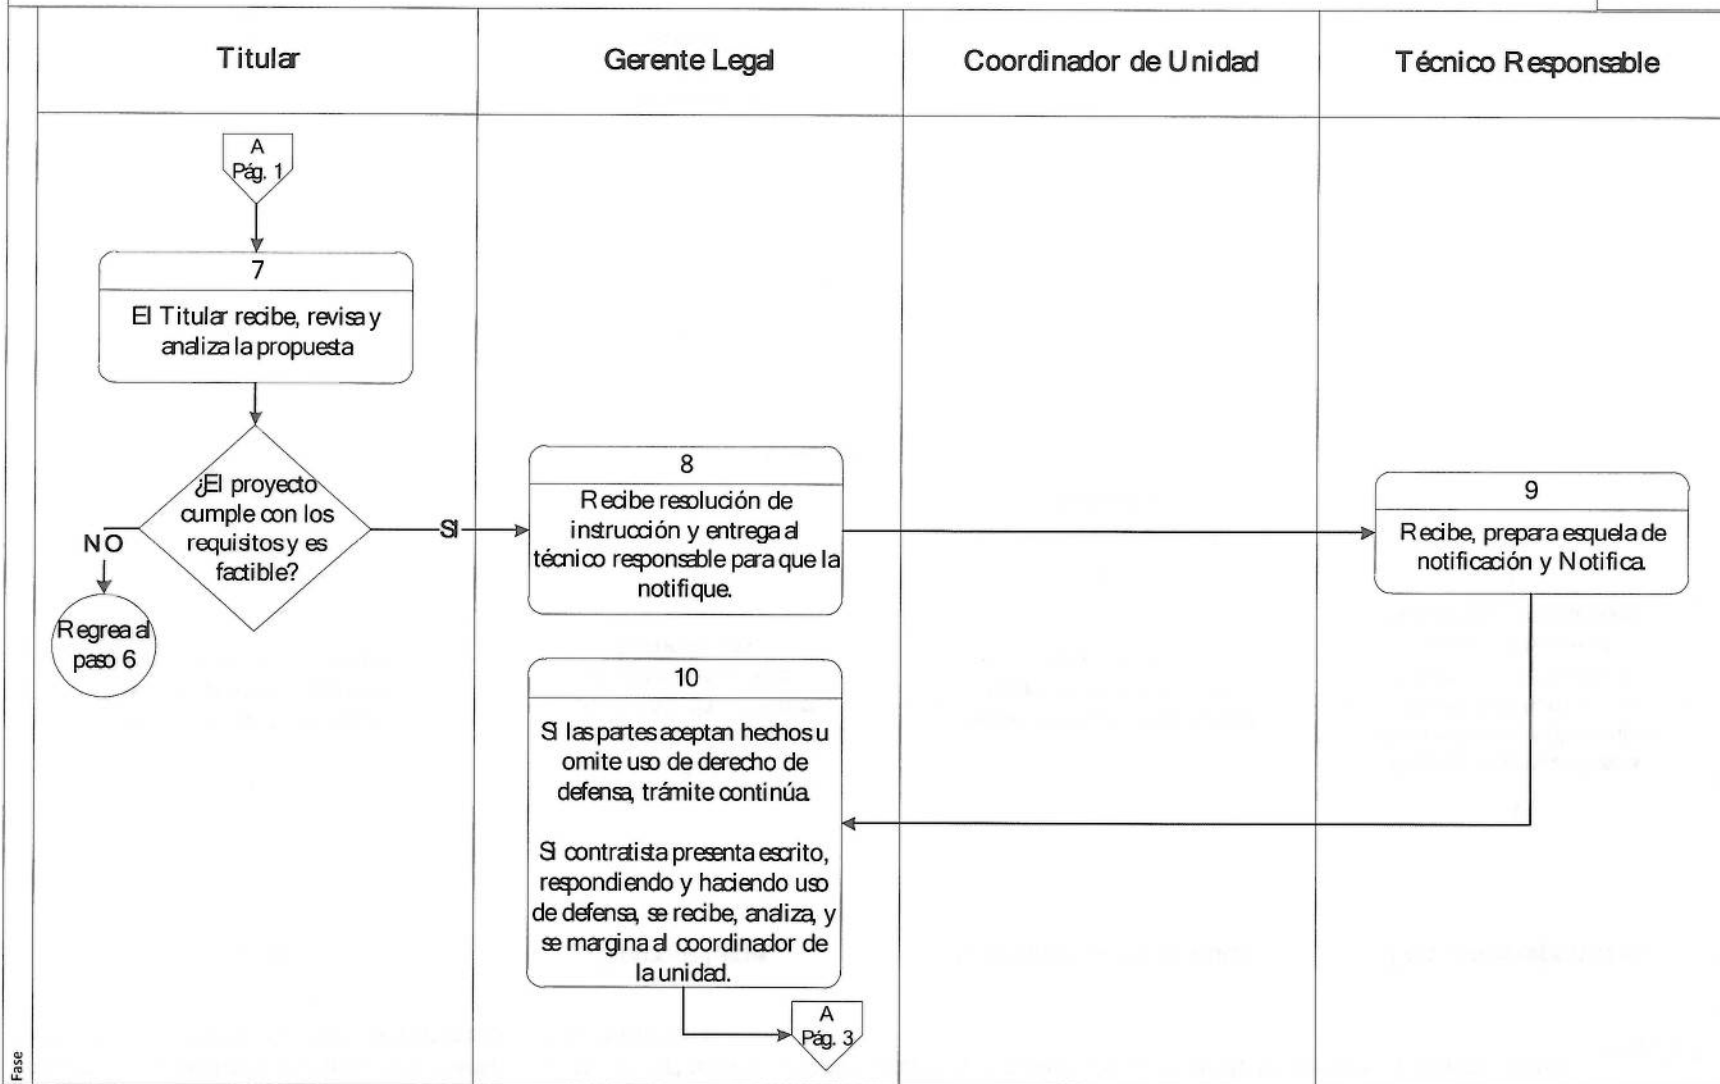 Titular
Gerente Legal
Coordinador de Unidad
Técnico Responsable
A
Pág. 1
7
El Titular recibe, revisa y
analiza la propuesta
¿El proyecto
cumple con los
requisitos y es
factible?
NO
SI
Regrea al
paso 6
8
Recibe resolución de
instrucción y entrega al
técnico responsable para que la
notifique.
9
Recibe, prepara esquela de
notificación y Notifica.
10
Si las partes aceptan hechos u
omite uso de derecho de
defensa, trámite continúa.
Si contratista presenta escrito,
respondiendo y haciendo uso
de defensa, se recibe, analiza, y
se margina al coordinador de
la unidad.
A
Pág. 3
Fase